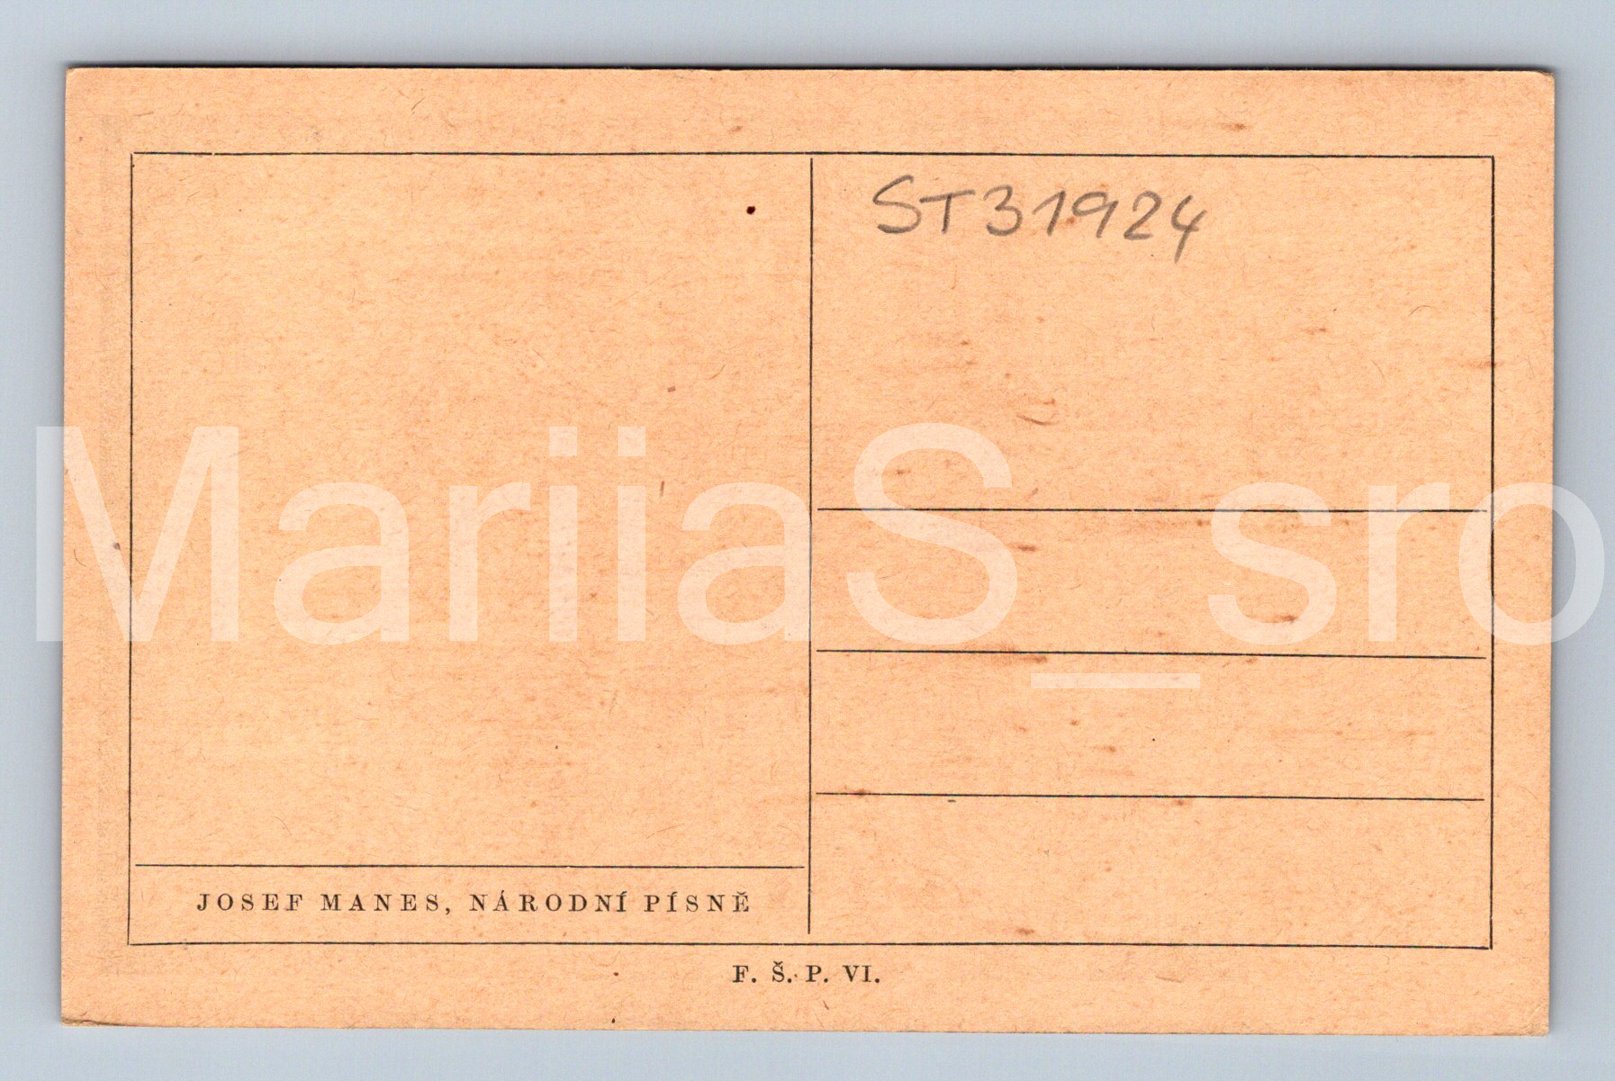 ST31924
MariiaS_sro
JOSEF MANES, NÁRODNÍ PÍSNĚ
F. Š. P. VI.